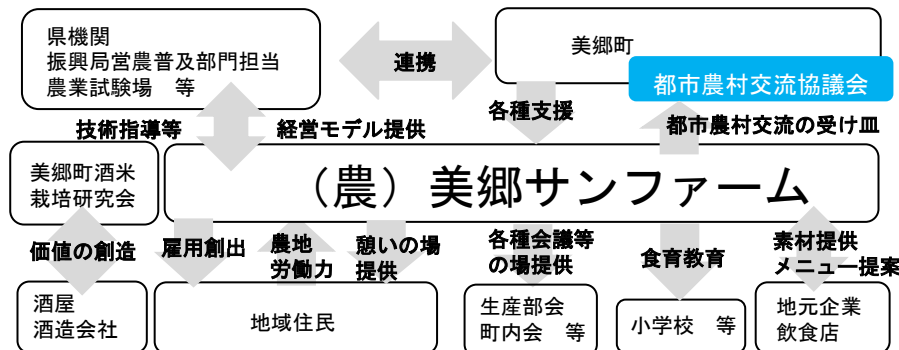 県機関
振興局営農普及部門担当
農業試験場　等
連携
美郷町
都市農村交流協議会
技術指導等
経営モデル提供
各種支援
都市農村交流の受け皿
美郷町酒米
栽培研究会
（農）美郷サンファーム
価値の創造
雇用創出
農地
労働力
憩いの場
提供
各種会議等
の場提供
食育教育
素材提供
メニュー提案
酒屋
酒造会社
地域住民
生産部会
町内会　等
小学校　等
地元企業
飲食店